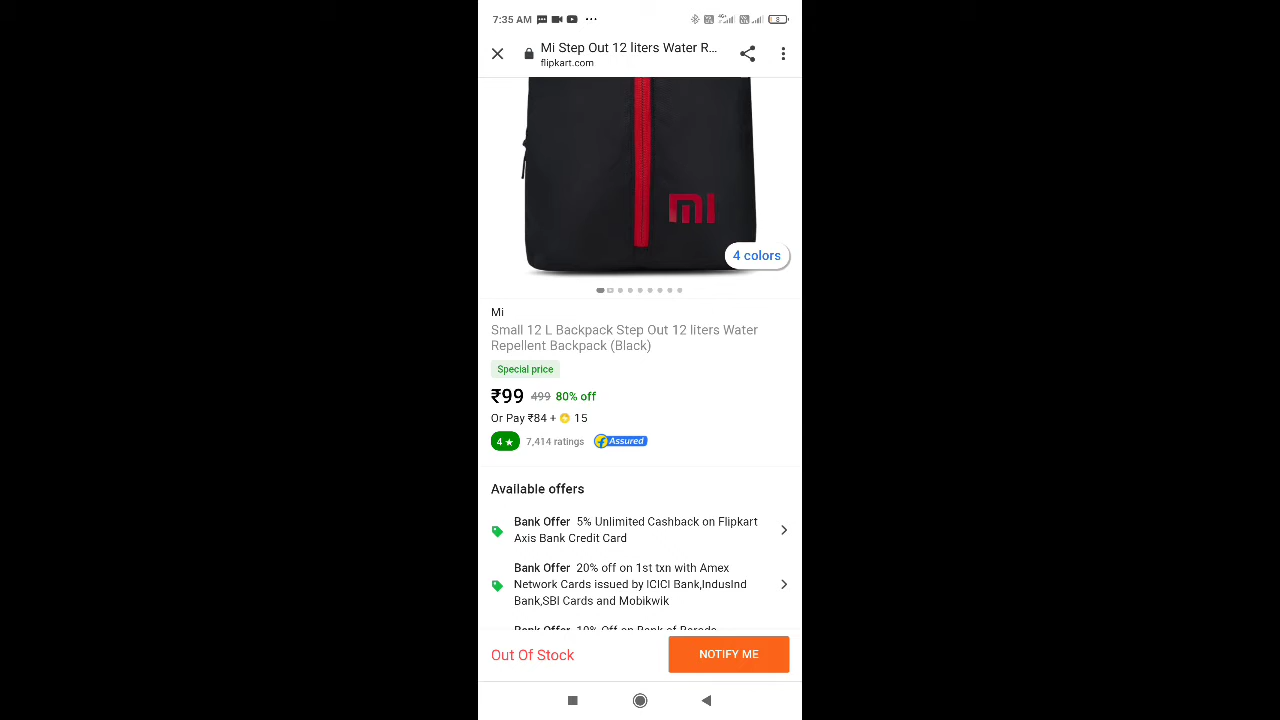 7:35 AM ...
8
Mi Step Out 12 liters Water R...
flipkart.com
mi
4 colors
Mi
Small 12 L Backpack Step Out 12 liters Water
Repellent Backpack (Black)
Special price
₹99 499 80% off
Or Pay ₹84 + 15
4★ 7,414 ratings Assured
Available offers
Bank Offer 5% Unlimited Cashback on Flipkart
Axis Bank Credit Card
Bank Offer 20% off on 1st txn with Amex
Network Cards issued by ICICI Bank,IndusInd
Bank,SBI Cards and Mobikwik
Bank Offer 10% Off on Bank of Baroda
Out Of Stock NOTIFY ME